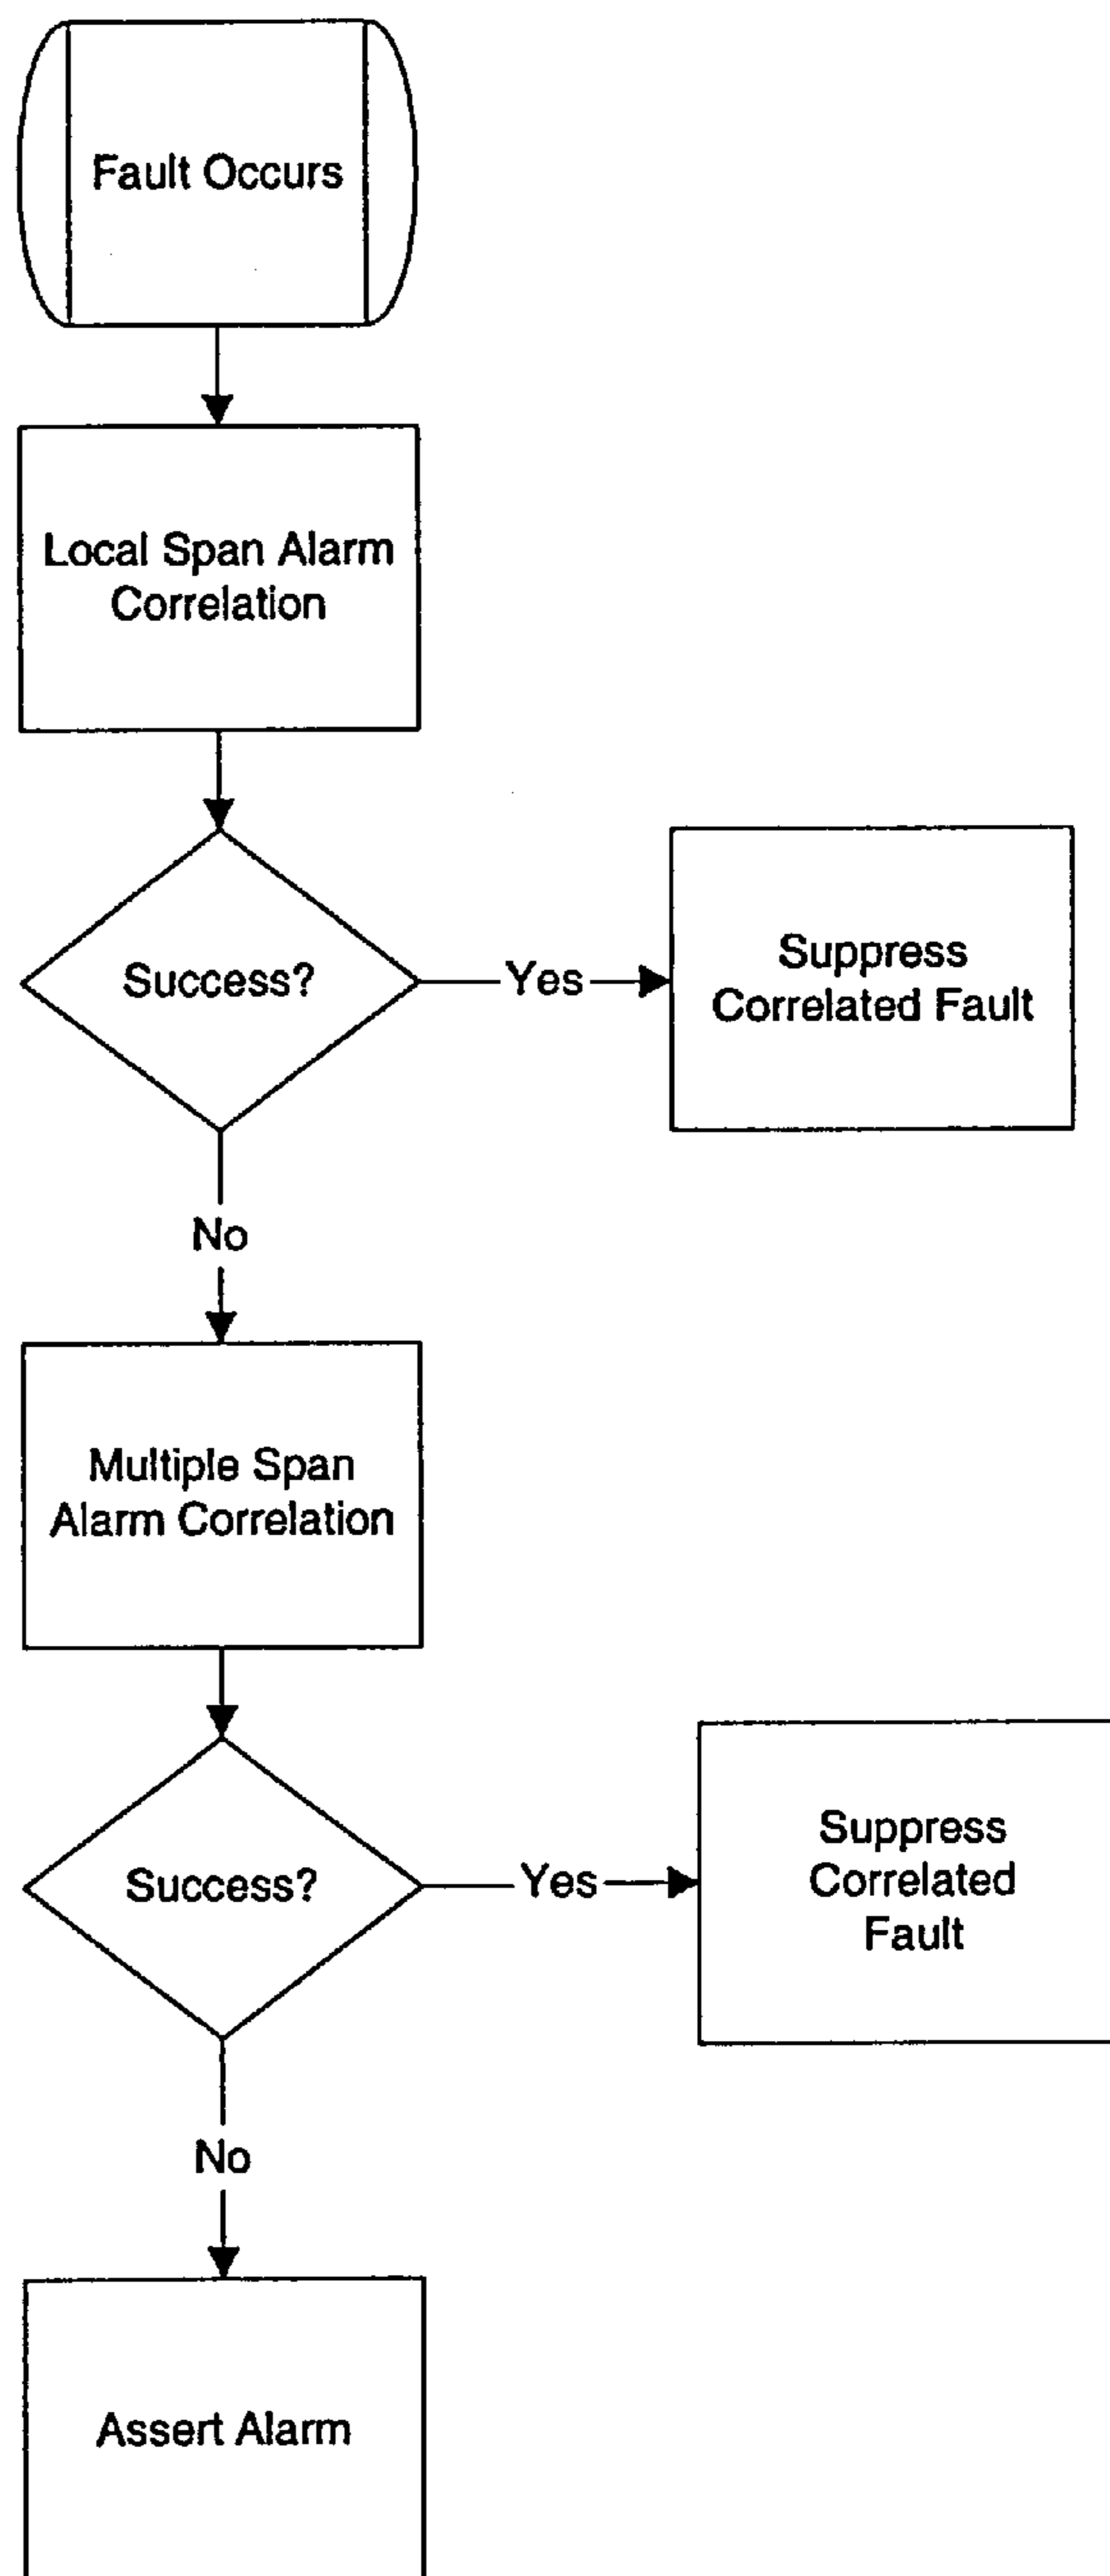 Fault Occurs
Local Span Alarm
Correlation
Success?
Yes
Suppress
Correlated Fault
No
Multiple Span
Alarm Correlation
Success?
Yes
Suppress
Correlated
Fault
No
Assert Alarm